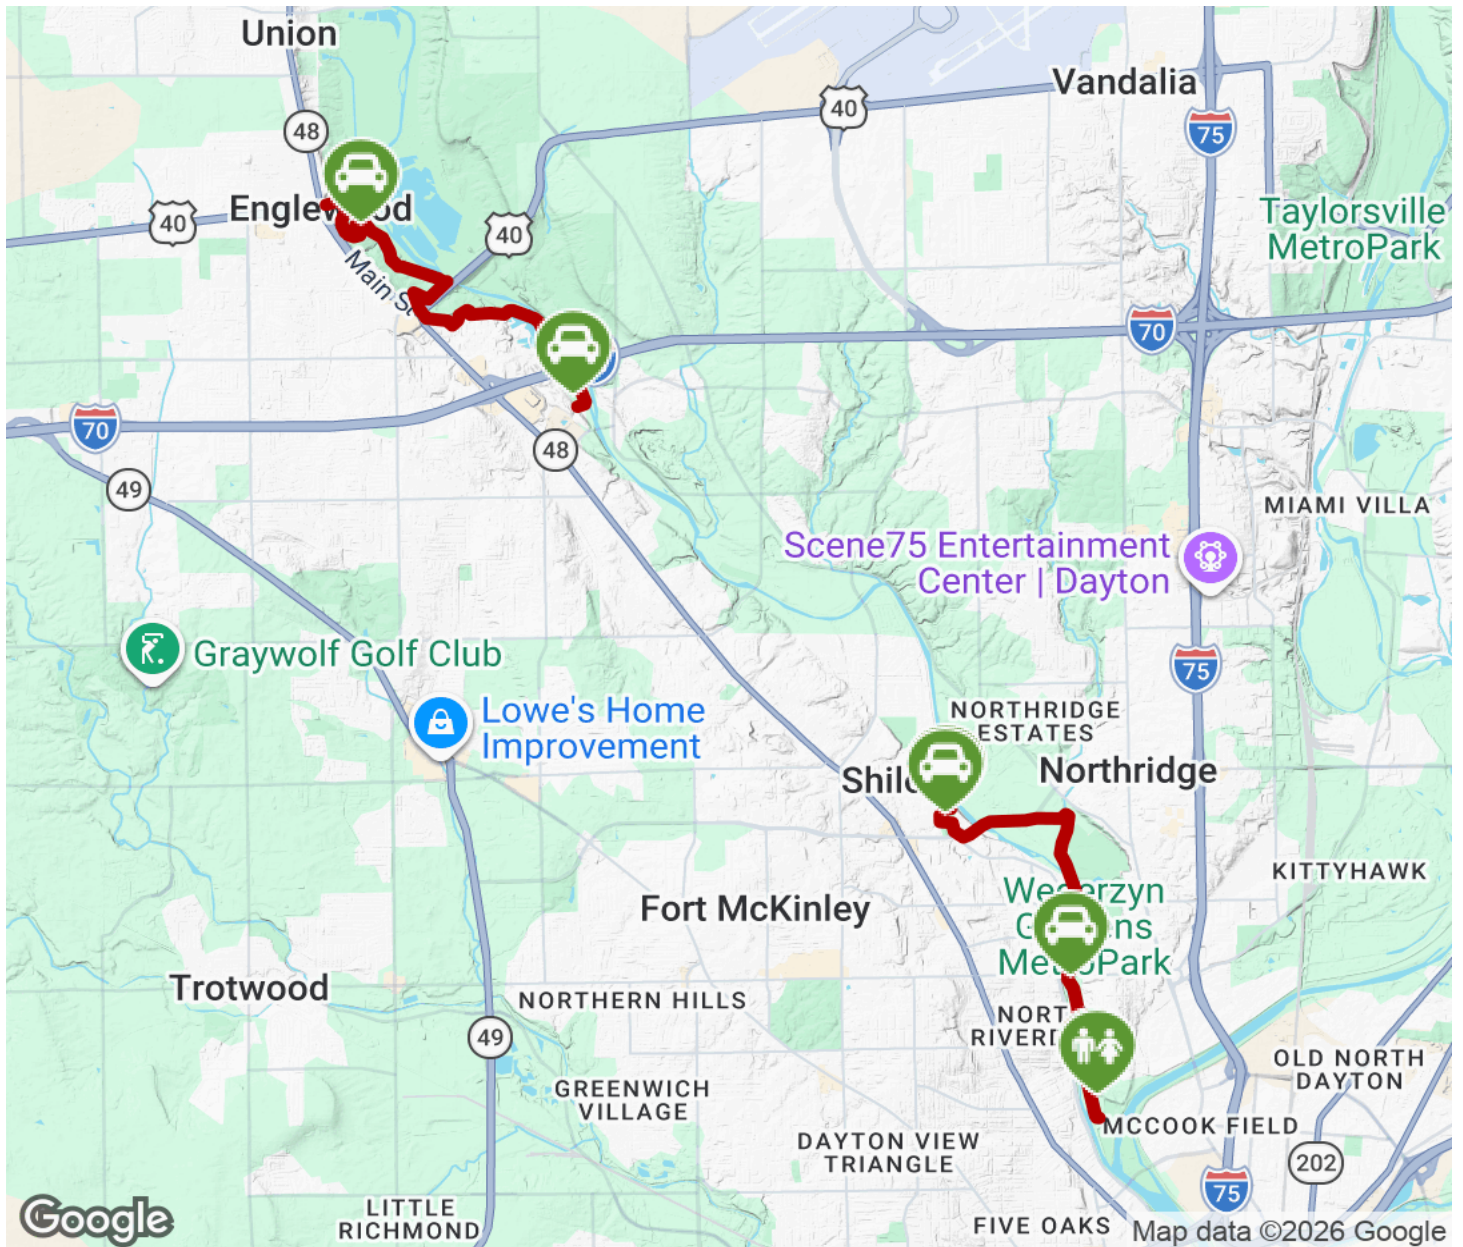 Union
Vandalia
48
40
75
40
Englewood
40
Taylorsville
MetroPark
Main St
70
70
48
49
MIAMI VILLA
Scene75 Entertainment
Center | Dayton
Graywolf Golf Club
75
Lowe's Home
Improvement
NORTHRIDGE
ESTATES
Northridge
KITTYHAWK
Fort McKinley
MetroPark
Trotwood
NORTHERN HILLS
49
OLD NORTH
DAYTON
GREENWICH
VILLAGE
MCCOOK FIELD
DAYTON VIEW
TRIANGLE
202
75
LITTLE
RICHMOND
FIVE OAKS
Google
Map data ©2026 Google